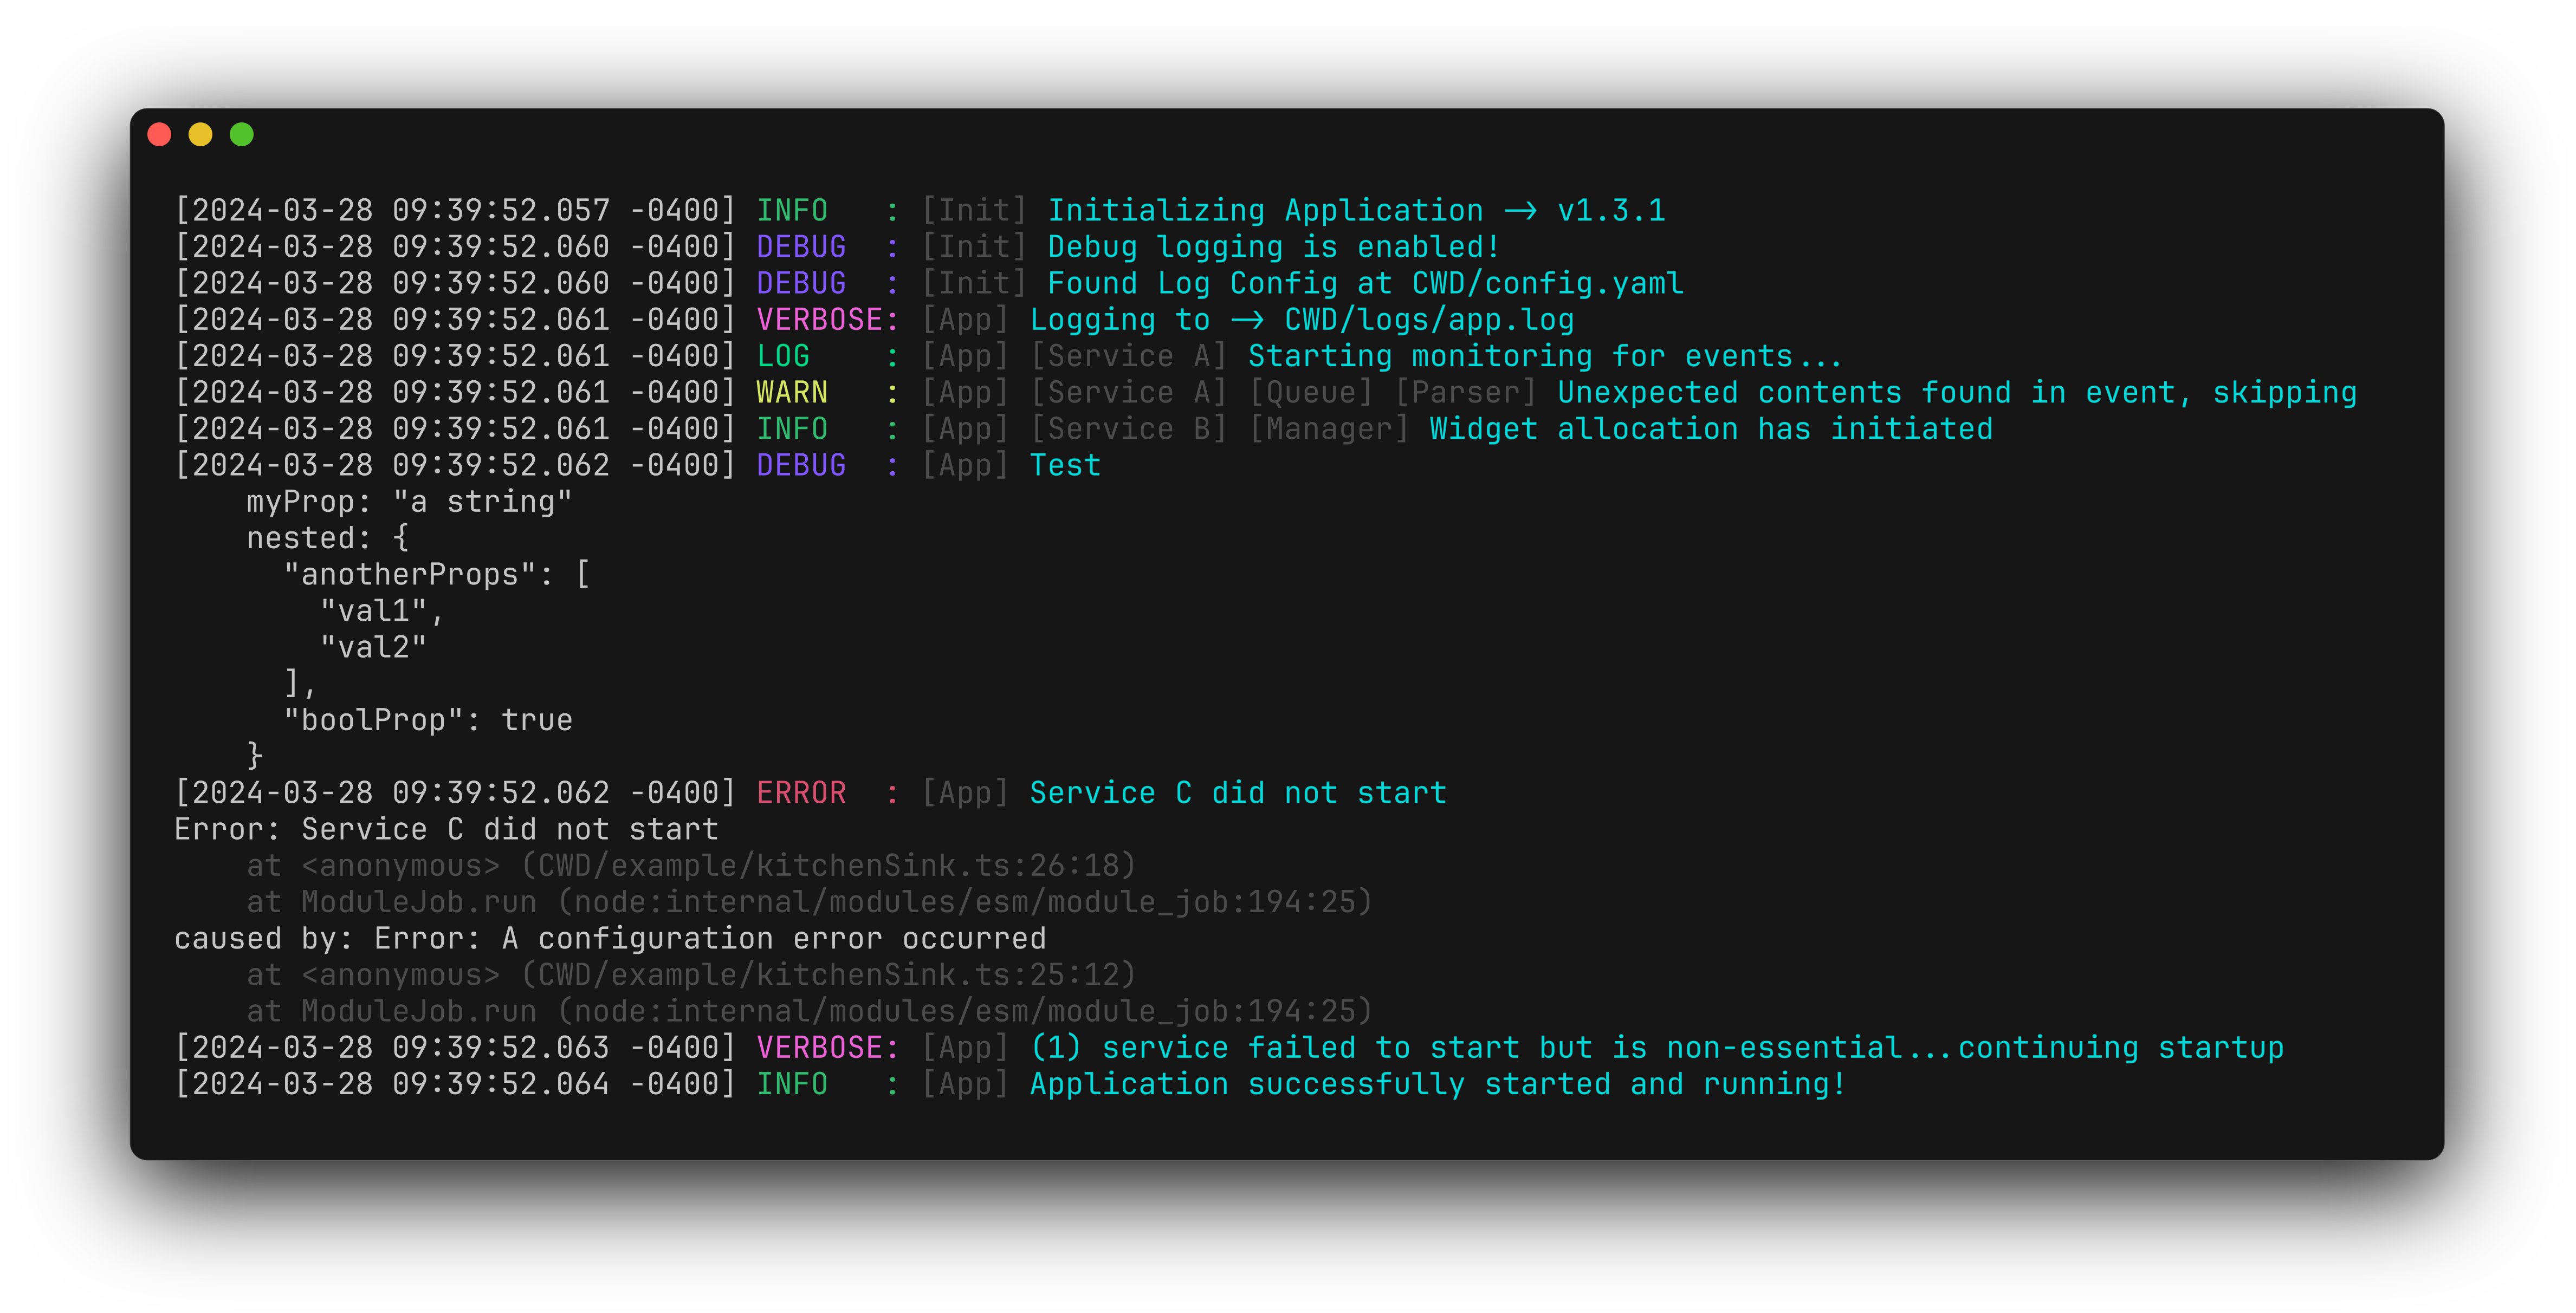 [2024-03-28 09:39:52.057 -0400] INFO   : [Init] Initializing Application -> v1.3.1
[2024-03-28 09:39:52.060 -0400] DEBUG  : [Init] Debug logging is enabled!
[2024-03-28 09:39:52.060 -0400] DEBUG  : [Init] Found Log Config at CWD/config.yaml
[2024-03-28 09:39:52.061 -0400] VERBOSE: [App] Logging to -> CWD/logs/app.log
[2024-03-28 09:39:52.061 -0400] LOG    : [App] [Service A] Starting monitoring for events...
[2024-03-28 09:39:52.061 -0400] WARN   : [App] [Service A] [Queue] [Parser] Unexpected contents found in event, skipping
[2024-03-28 09:39:52.061 -0400] INFO   : [App] [Service B] [Manager] Widget allocation has initiated
[2024-03-28 09:39:52.062 -0400] DEBUG  : [App] Test
    myProp: "a string"
    nested: {
      "anotherProps": [
        "val1",
        "val2"
      ],
      "boolProp": true
    }
[2024-03-28 09:39:52.062 -0400] ERROR  : [App] Service C did not start
Error: Service C did not start
    at <anonymous> (CWD/example/kitchenSink.ts:26:18)
    at ModuleJob.run (node:internal/modules/esm/module_job:194:25)
caused by: Error: A configuration error occurred
    at <anonymous> (CWD/example/kitchenSink.ts:25:12)
    at ModuleJob.run (node:internal/modules/esm/module_job:194:25)
[2024-03-28 09:39:52.063 -0400] VERBOSE: [App] (1) service failed to start but is non-essential...continuing startup
[2024-03-28 09:39:52.064 -0400] INFO   : [App] Application successfully started and running!